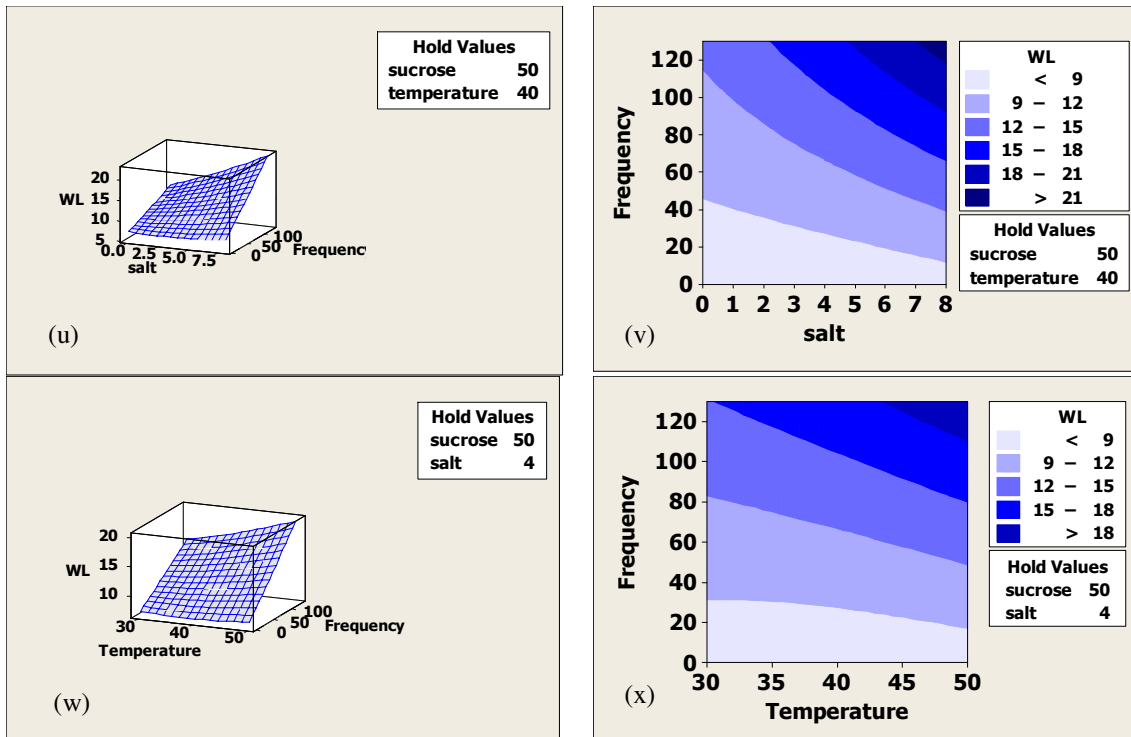 Hold Values
sucrose 50
temperature 40
20
15
10
5
WL
0.0 2.5 5.0 7.5
salt
0 50 100
Frequency
(u)
120
100
80
60
40
20
0
Frequency
0 1 2 3 4 5 6 7 8
salt
WL
< 9
9 – 12
12 – 15
15 – 18
18 – 21
> 21
Hold Values
sucrose 50
temperature 40
(v)
Hold Values
sucrose 50
salt 4
20
15
10
WL
30 40 50
Temperature
0 50 100
Frequency
(w)
120
100
80
60
40
20
0
Frequency
30 35 40 45 50
Temperature
WL
< 9
9 – 12
12 – 15
15 – 18
> 18
Hold Values
sucrose 50
salt 4
(x)